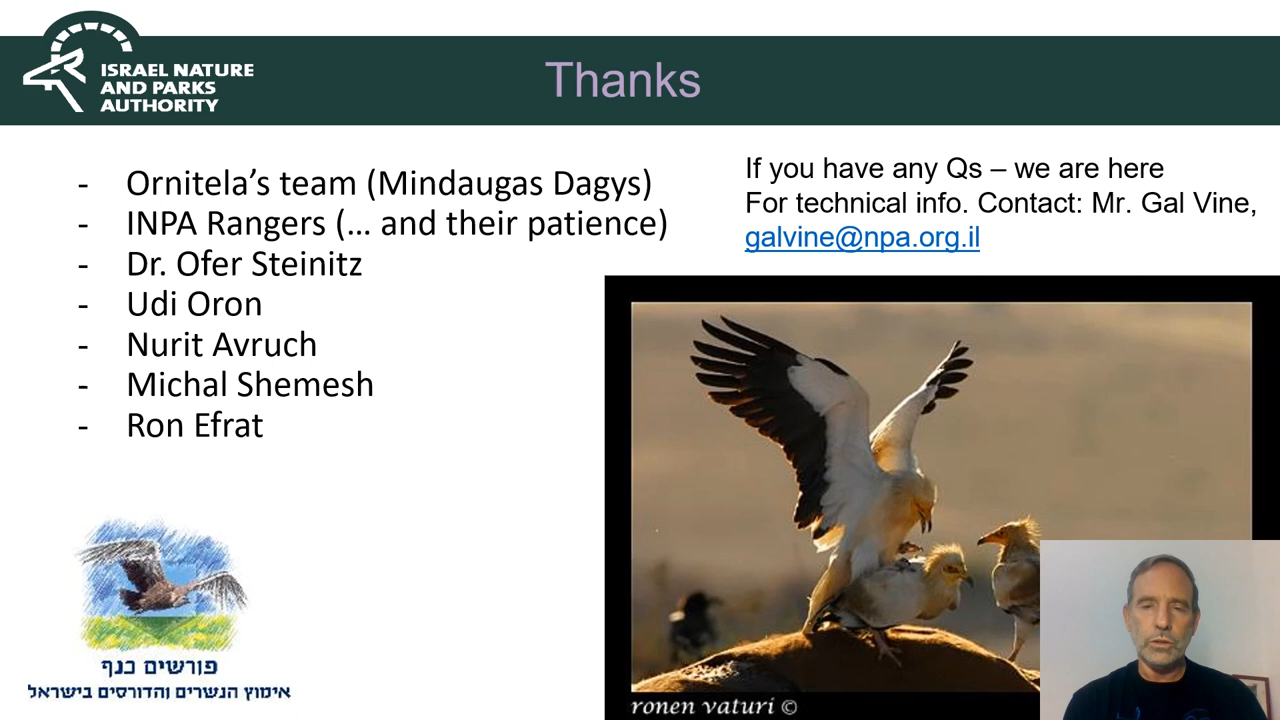 ISRAEL NATURE
AND PARKS
AUTHORITY
Thanks
- Ornitela’s team (Mindaugas Dagys)
- INPA Rangers (… and their patience)
- Dr. Ofer Steinitz
- Udi Oron
- Nurit Avruch
- Michal Shemesh
- Ron Efrat
If you have any Qs – we are here
For technical info. Contact: Mr. Gal Vine,
galvine@npa.org.il
פורשים כנף
אימוץ הנשרים והדורסים בישראל
ronen vaturi ©